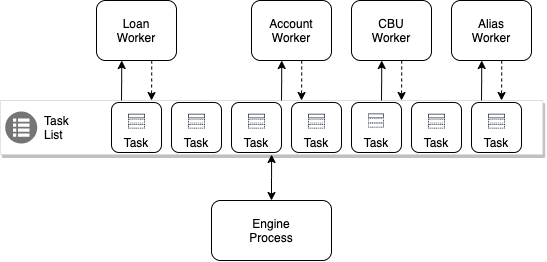 Loan
Worker
Account
Worker
CBU
Worker
Alias
Worker
Task
List
Task
Task
Task
Task
Task
Task
Task
Engine
Process